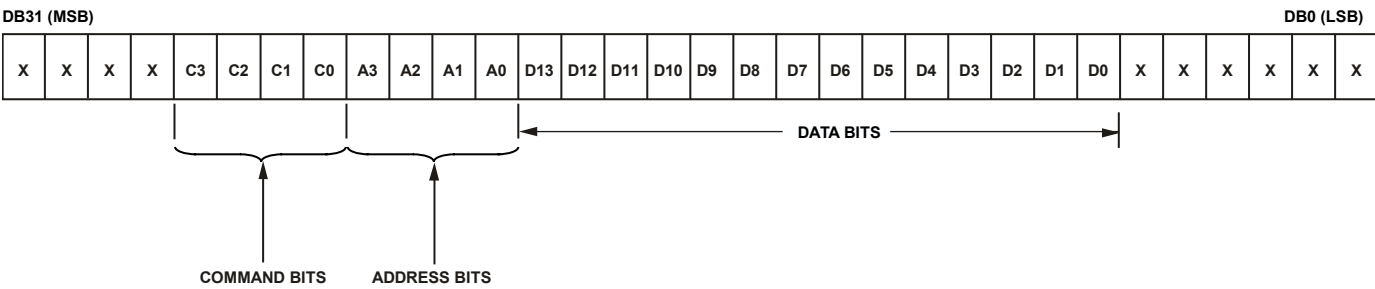 DB31 (MSB) DB0 (LSB)
X X X X C3 C2 C1 C0 A3 A2 A1 A0 D13 D12 D11 D10 D9 D8 D7 D6 D5 D4 D3 D2 D1 D0 X X X X X X
DATA BITS
COMMAND BITS ADDRESS BITS